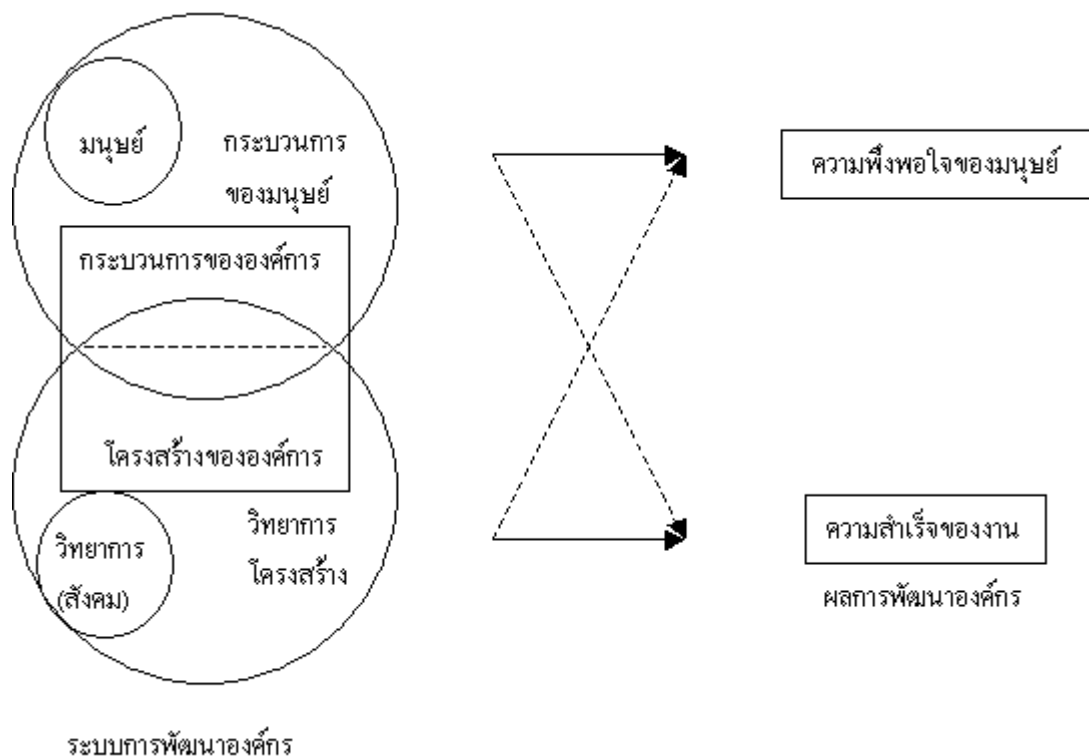 มนุษย์
กระบวนการ
ของมนุษย์
กระบวนการขององค์การ
โครงสร้างขององค์การ
วิทยาการ
(สังคม)
วิทยาการ
โครงสร้าง
ระบบการพัฒนาองค์กร
ความพึงพอใจของมนุษย์
ความสำเร็จของงาน
ผลการพัฒนาองค์กร